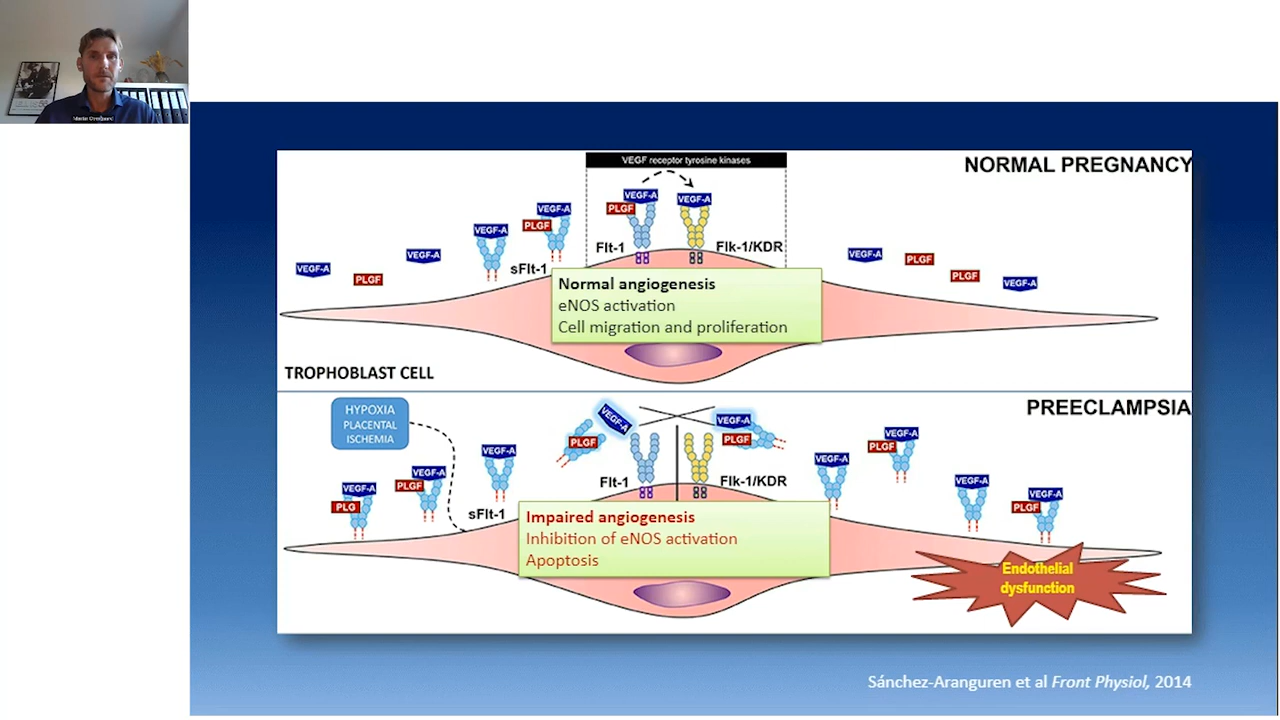 VEGF receptor tyrosine kinases
NORMAL PREGNANCY
VEGF-A
VEGF-A
PLGF
VEGF-A
PLGF
VEGF-A
VEGF-A
PLGF
Flt-1
Flk-1/KDR
VEGF-A
VEGF-A
PLGF
VEGF-A
PLGF
PLGF
VEGF-A
sFlt-1
Normal angiogenesis
eNOS activation
Cell migration and proliferation
TROPHOBLAST CELL
PREECLAMPSIA
HYPOXIA
PLACENTAL
ISCHEMIA
VEGF-A
PLGF
VEGF-A
PLGF
VEGF-A
VEGF-A
PLGF
VEGF-A
VEGF-A
PLGF
VEGF-A
PLG
Flt-1
Flk-1/KDR
VEGF-A
VEGF-A
PLGF
sFlt-1
Impaired angiogenesis
Inhibition of eNOS activation
Apoptosis
Endothelial
dysfunction
Sánchez-Aranguren et al Front Physiol, 2014